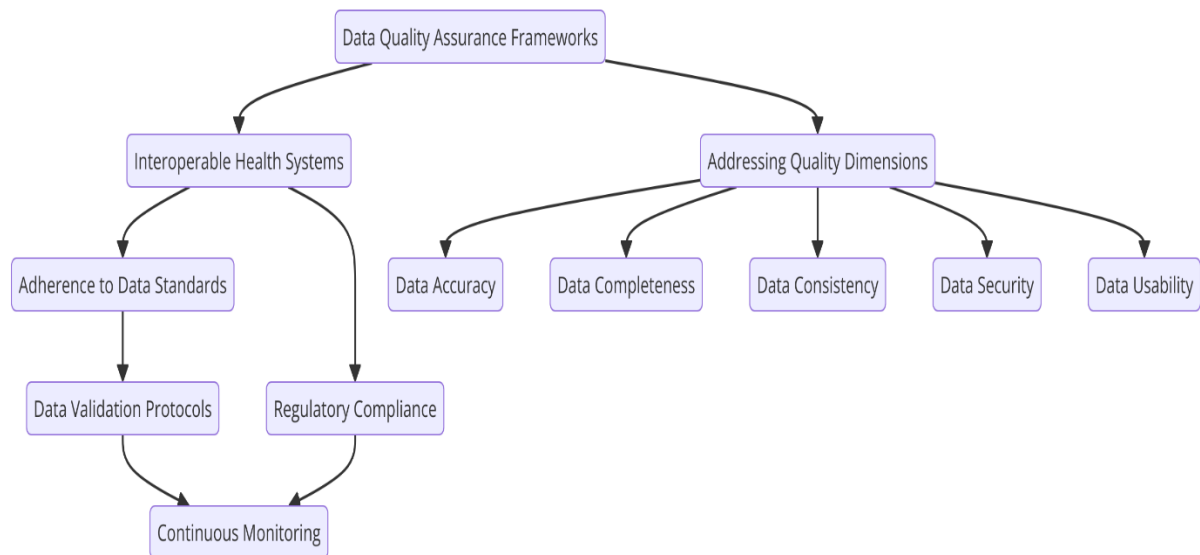 Data Quality Assurance Frameworks
Interoperable Health Systems
Addressing Quality Dimensions
Adherence to Data Standards
Data Accuracy
Data Completeness
Data Consistency
Data Security
Data Usability
Data Validation Protocols
Regulatory Compliance
Continuous Monitoring